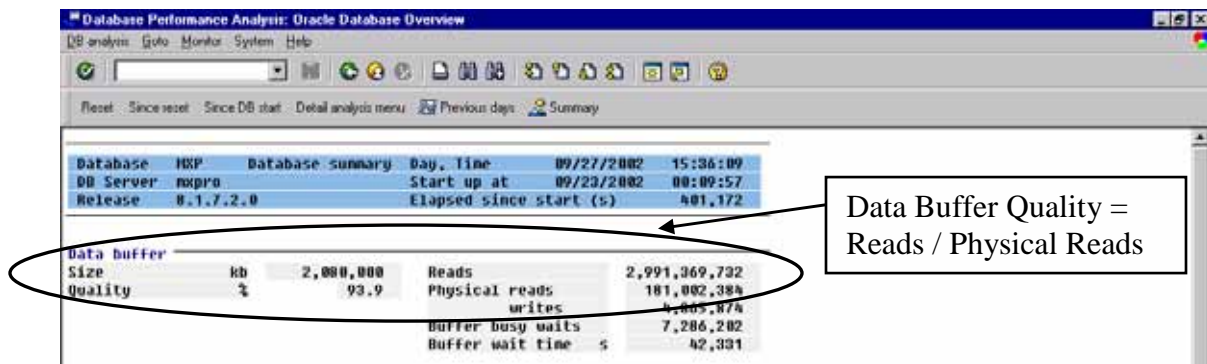 Database Performance Analysis: Oracle Database Overview
DB analysis Goto Monitor System Help
Reset Since reset Since DB start Detail analysis menu Previous days Summary
Database MXP Database summary Day, Time 09/27/2002 15:36:09
DB Server mxpro Start up at 09/23/2002 00:09:57
Release 8.1.7.2.0 Elapsed since start (s) 401,172
Data Buffer Quality =
Reads / Physical Reads
Data buffer
Size kb 2,080,000 Reads 2,991,369,732
Quality % 93.9 Physical reads 181,002,384
writes 4,865,874
Buffer busy waits 7,286,202
Buffer wait time s 42,331